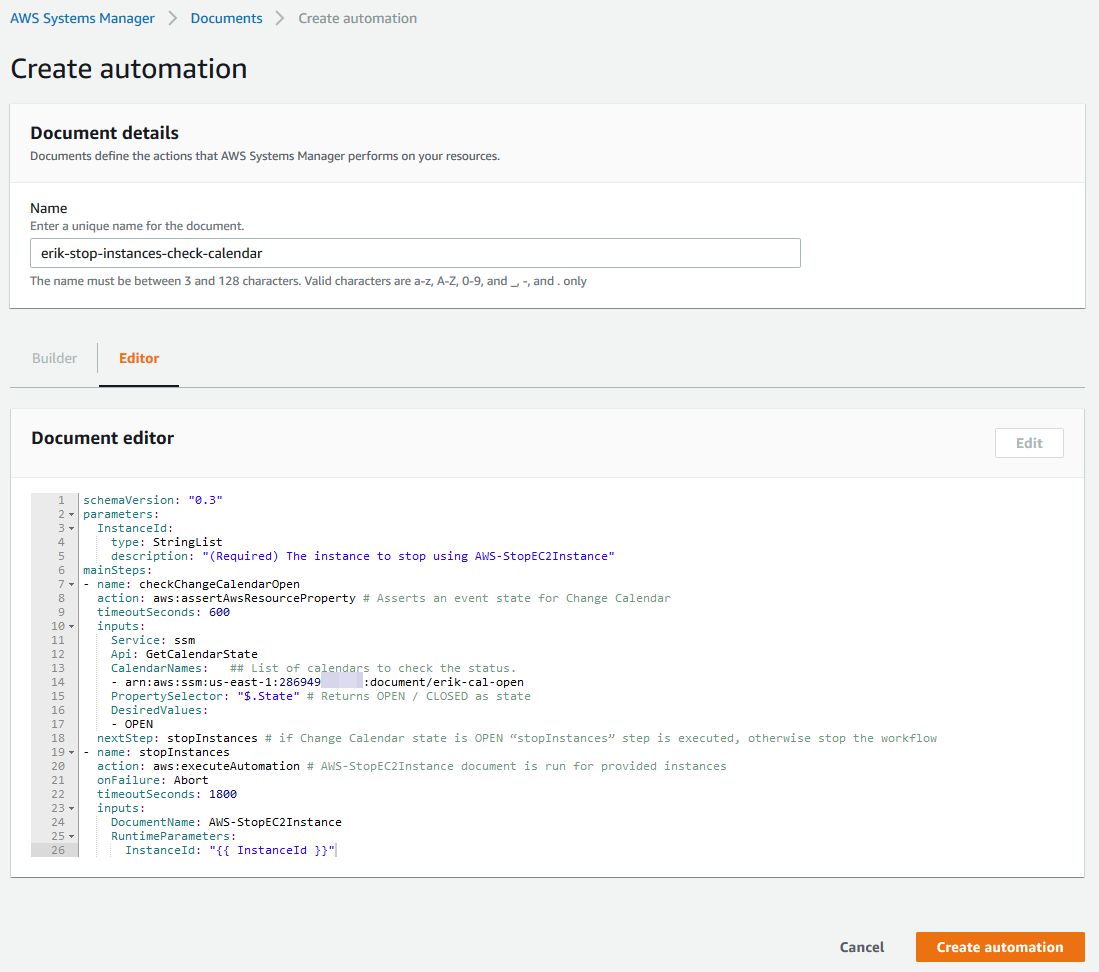 AWS Systems Manager > Documents > Create automation
Create automation
Document details
Documents define the actions that AWS Systems Manager performs on your resources.
Name
Enter a unique name for the document.
erik-stop-instances-check-calendar
The name must be between 3 and 128 characters. Valid characters are a-z, A-Z, 0-9, and _, -, and . only
Builder
Editor
Document editor
Edit
1 schemaVersion: "0.3"
2 parameters:
3   InstanceId:
4     type: StringList
5     description: "(Required) The instance to stop using AWS-StopEC2Instance"
6 mainSteps:
7 - name: checkChangeCalendarOpen
8   action: aws:assertAwsResourceProperty # Asserts an event state for Change Calendar
9   timeoutSeconds: 600
10   inputs:
11     Service: ssm
12     Api: GetCalendarState
13     CalendarNames:   ## List of calendars to check the status.
14     - arn:aws:ssm:us-east-1:286949 :document/erik-cal-open
15     PropertySelector: "$.State" # Returns OPEN / CLOSED as state
16     DesiredValues:
17     - OPEN
18   nextStep: stopInstances # if Change Calendar state is OPEN “stopInstances” step is executed, otherwise stop the workflow
19 - name: stopInstances
20   action: aws:executeAutomation # AWS-StopEC2Instance document is run for provided instances
21   onFailure: Abort
22   timeoutSeconds: 1800
23   inputs:
24     DocumentName: AWS-StopEC2Instance
25     RuntimeParameters:
26       InstanceId: "{{ InstanceId }}"
Cancel
Create automation